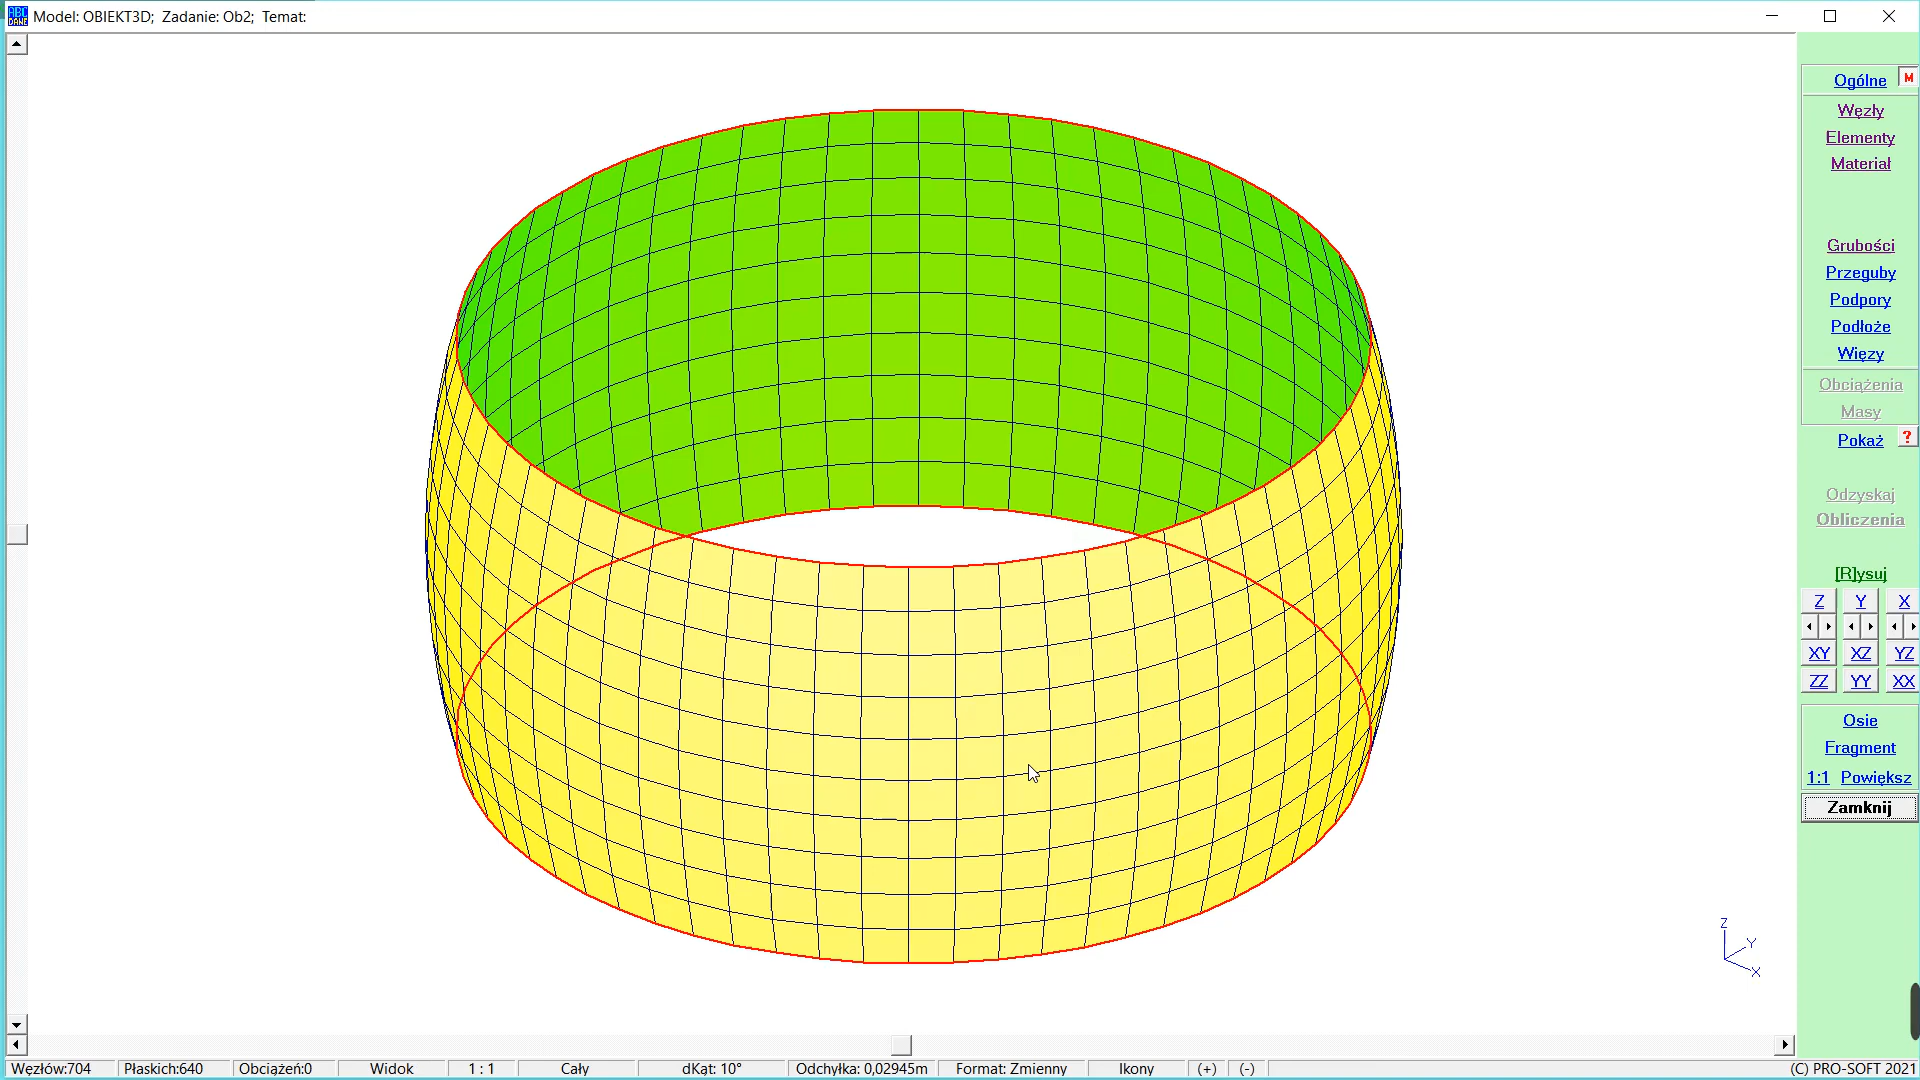 Model: OBIEKT3D; Zadanie: Ob2; Temat:
Ogólne M
Węzły
Elementy
Materiał
Grubości
Przeguby
Podpory
Podłoże
Więzy
Obciążenia
Masy
Pokaż ?
Odzyskaj
Obliczenia
[R]ysuj
Z Y X
XY XZ YZ
ZZ YY XX
Osie
Fragment
1:1 Powiększ
Zamknij
Z
Y
X
Węzłów:704 Płaskich:640 Obciążeń:0 Widok 1 : 1 Cały dKąt: 10° Odchyłka: 0,02945m Format: Zmienny Ikony (+) (-) (C) PRO-SOFT 2021